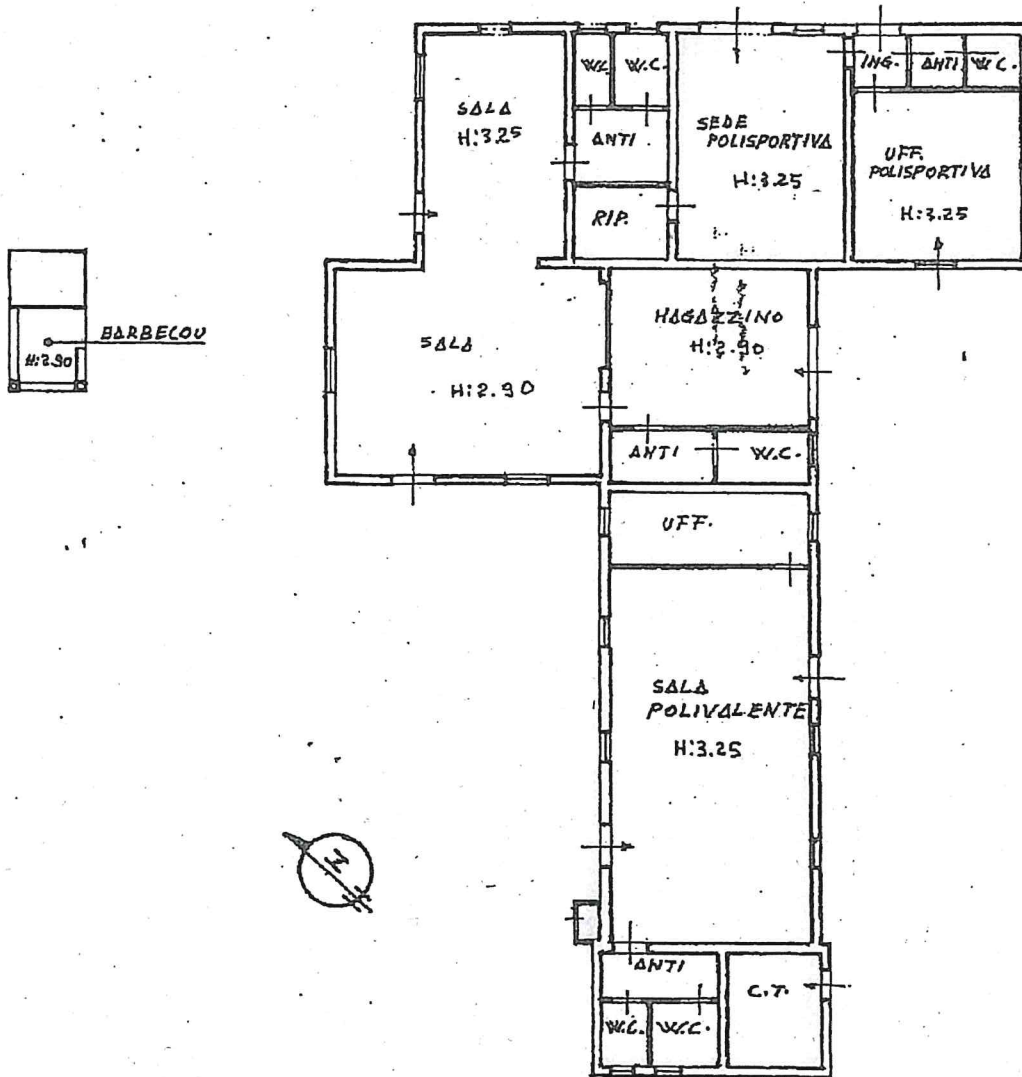 W.C.
W.C.
ING.
ANTI
W.C.
SALA
H:3.25
ANTI
SEDE
POLISPORTIVA
H:3.25
UFF.
POLISPORTIVA
H:3.25
RIP.
BARBECOU
H:2.90
SALA
H:2.90
MAGAZZINO
H:2.90
ANTI
W.C.
UFF.
SALA
POLIVALENTE
H:3.25
N
ANTI
C.T.
W.C.
W.C.